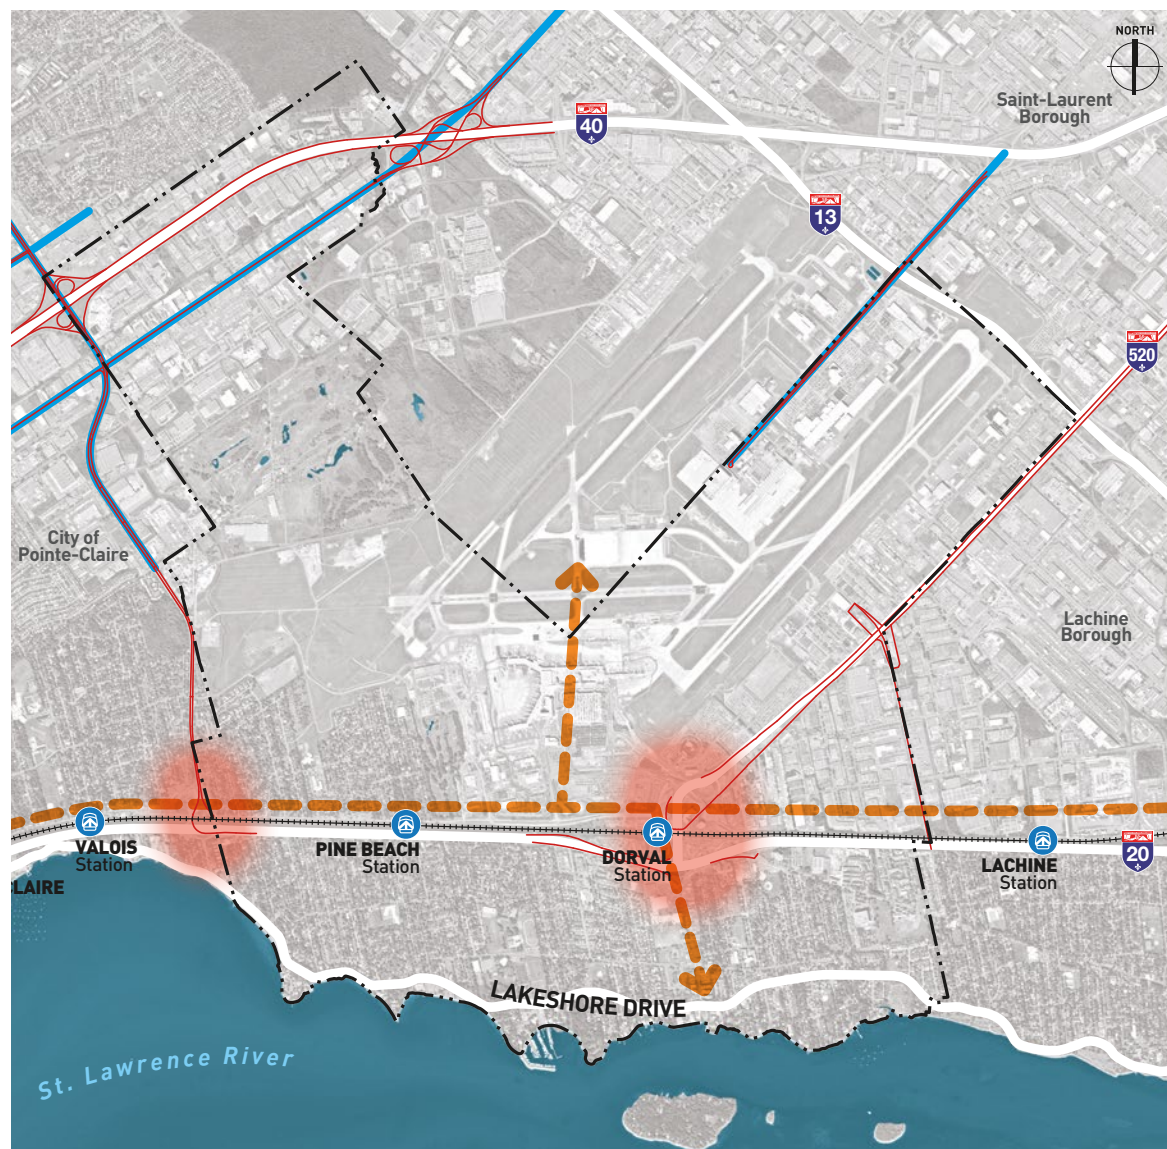 NORTH
Saint-Laurent
Borough
40
13
520
City of
Pointe-Claire
Lachine
Borough
VALOIS
Station
PINE BEACH
Station
DORVAL
Station
LACHINE
Station
20
LAIRE
LAKESHORE DRIVE
St. Lawrence River